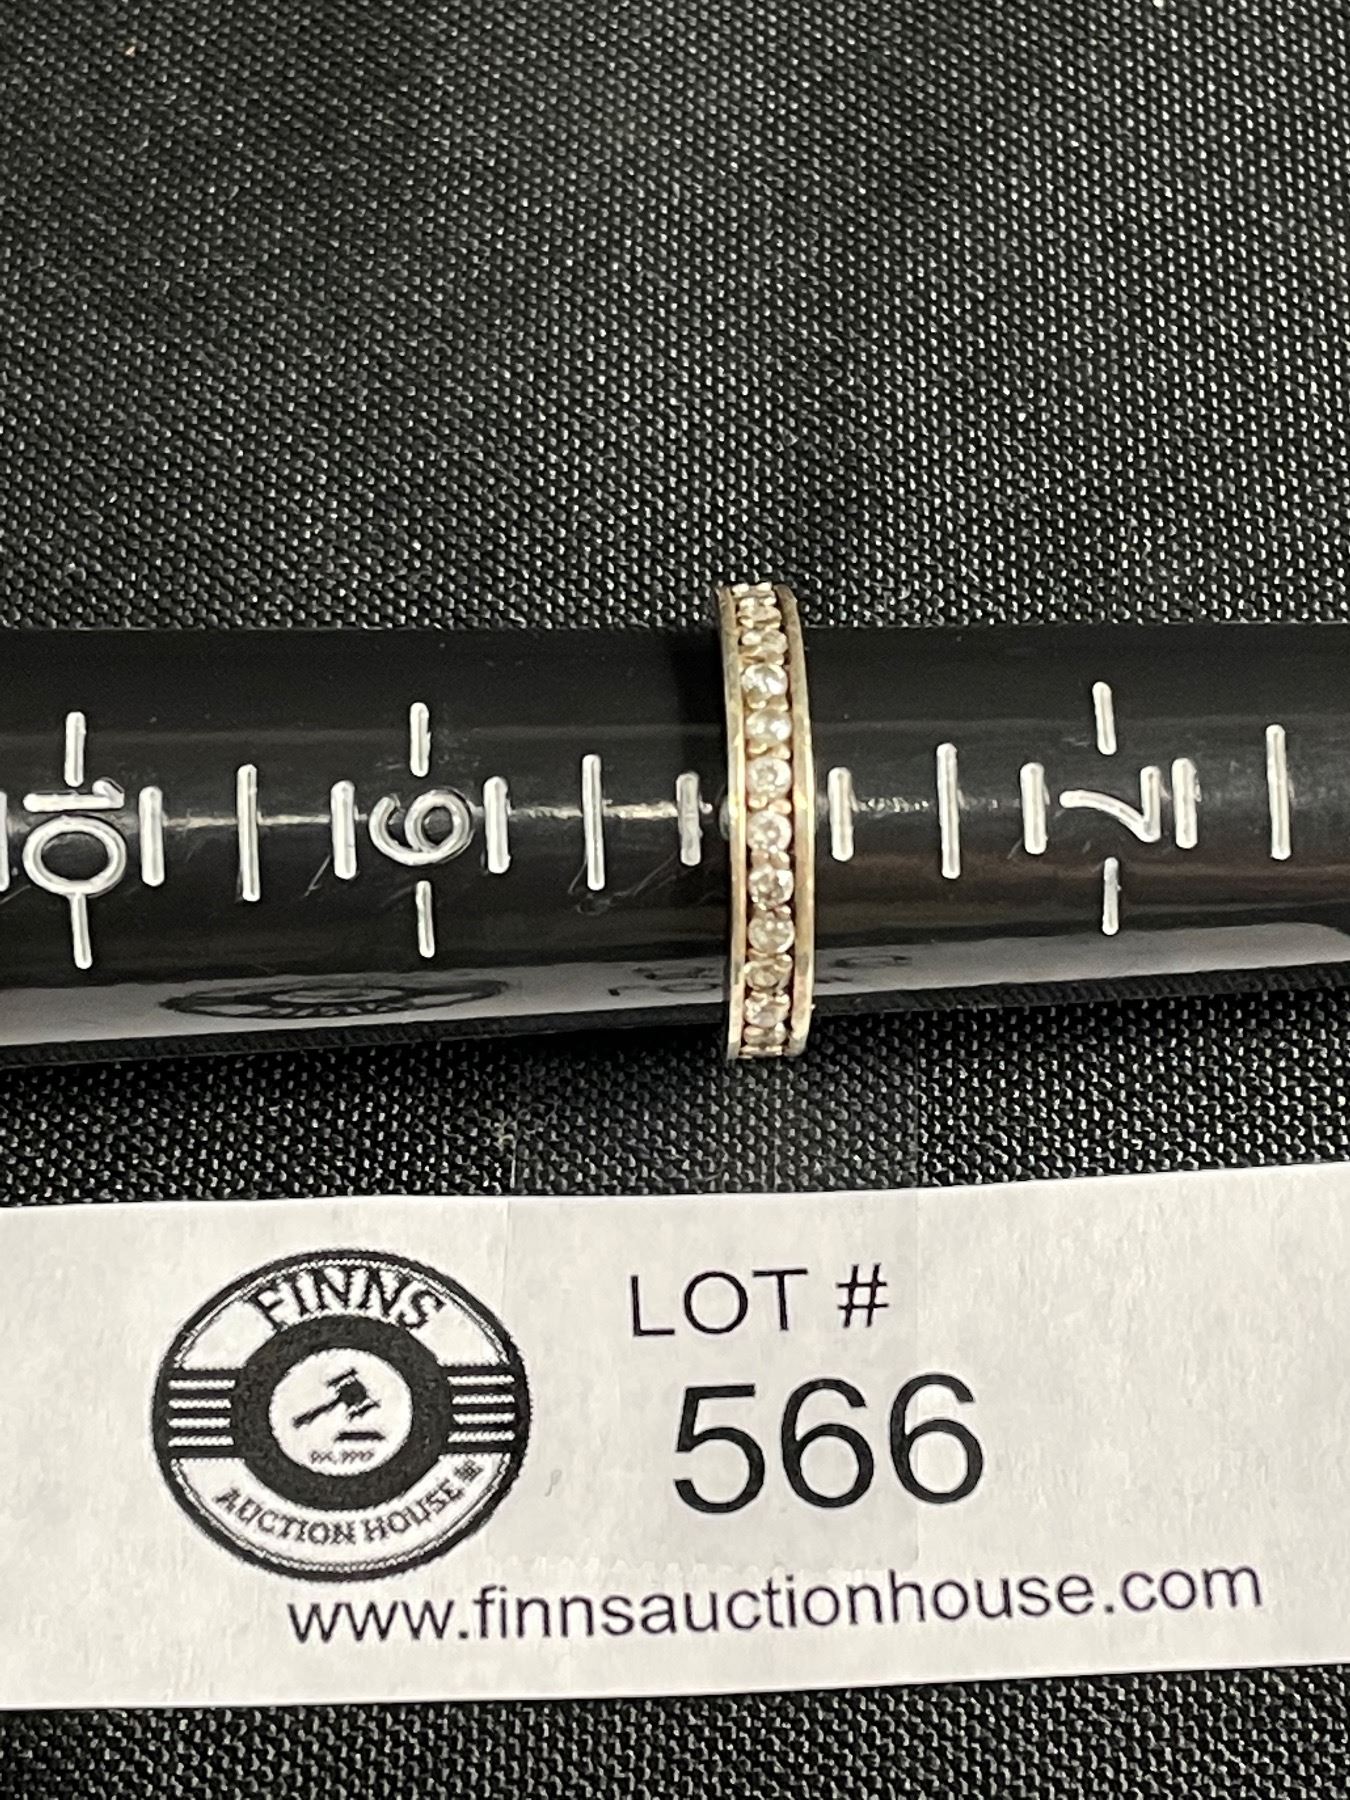 10 9 7
FINNS
AUCTION HOUSE
LOT #
566
www.finnsauctionhouse.com